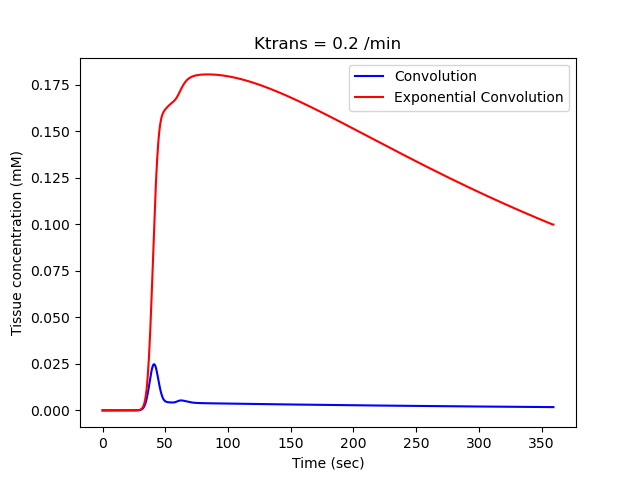 Ktrans = 0.2 /min
Convolution
Exponential Convolution
Tissue concentration (mM)
0.175
0.150
0.125
0.100
0.075
0.050
0.025
0.000
0 50 100 150 200 250 300 350
Time (sec)